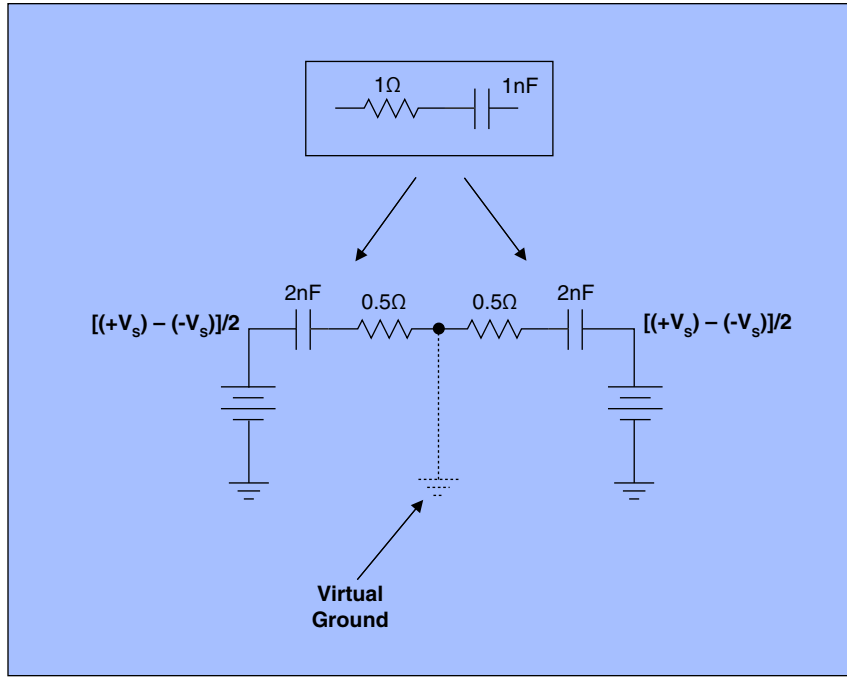 1Ω
1nF
2nF
0.5Ω
0.5Ω
2nF
[(+Vs) – (-Vs)]/2
[(+Vs) – (-Vs)]/2
Virtual
Ground